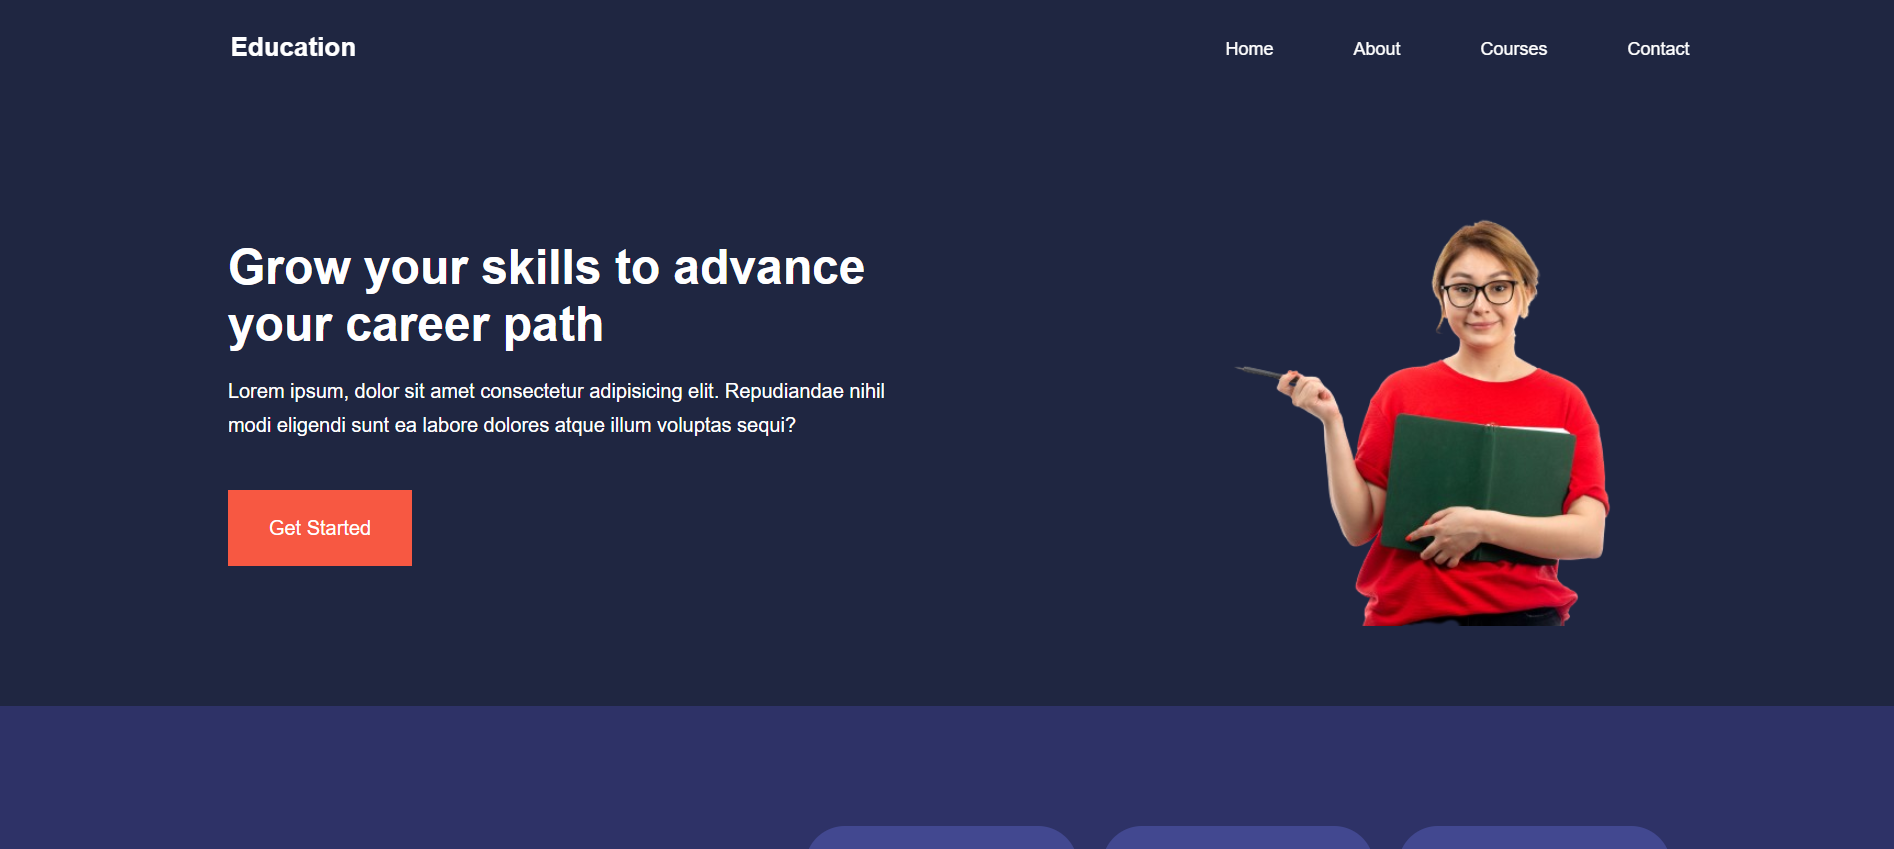 Education
Home
About
Courses
Contact
Grow your skills to advance
your career path
Lorem ipsum, dolor sit amet consectetur adipisicing elit. Repudiandae nihil
modi eligendi sunt ea labore dolores atque illum voluptas sequi?
Get Started